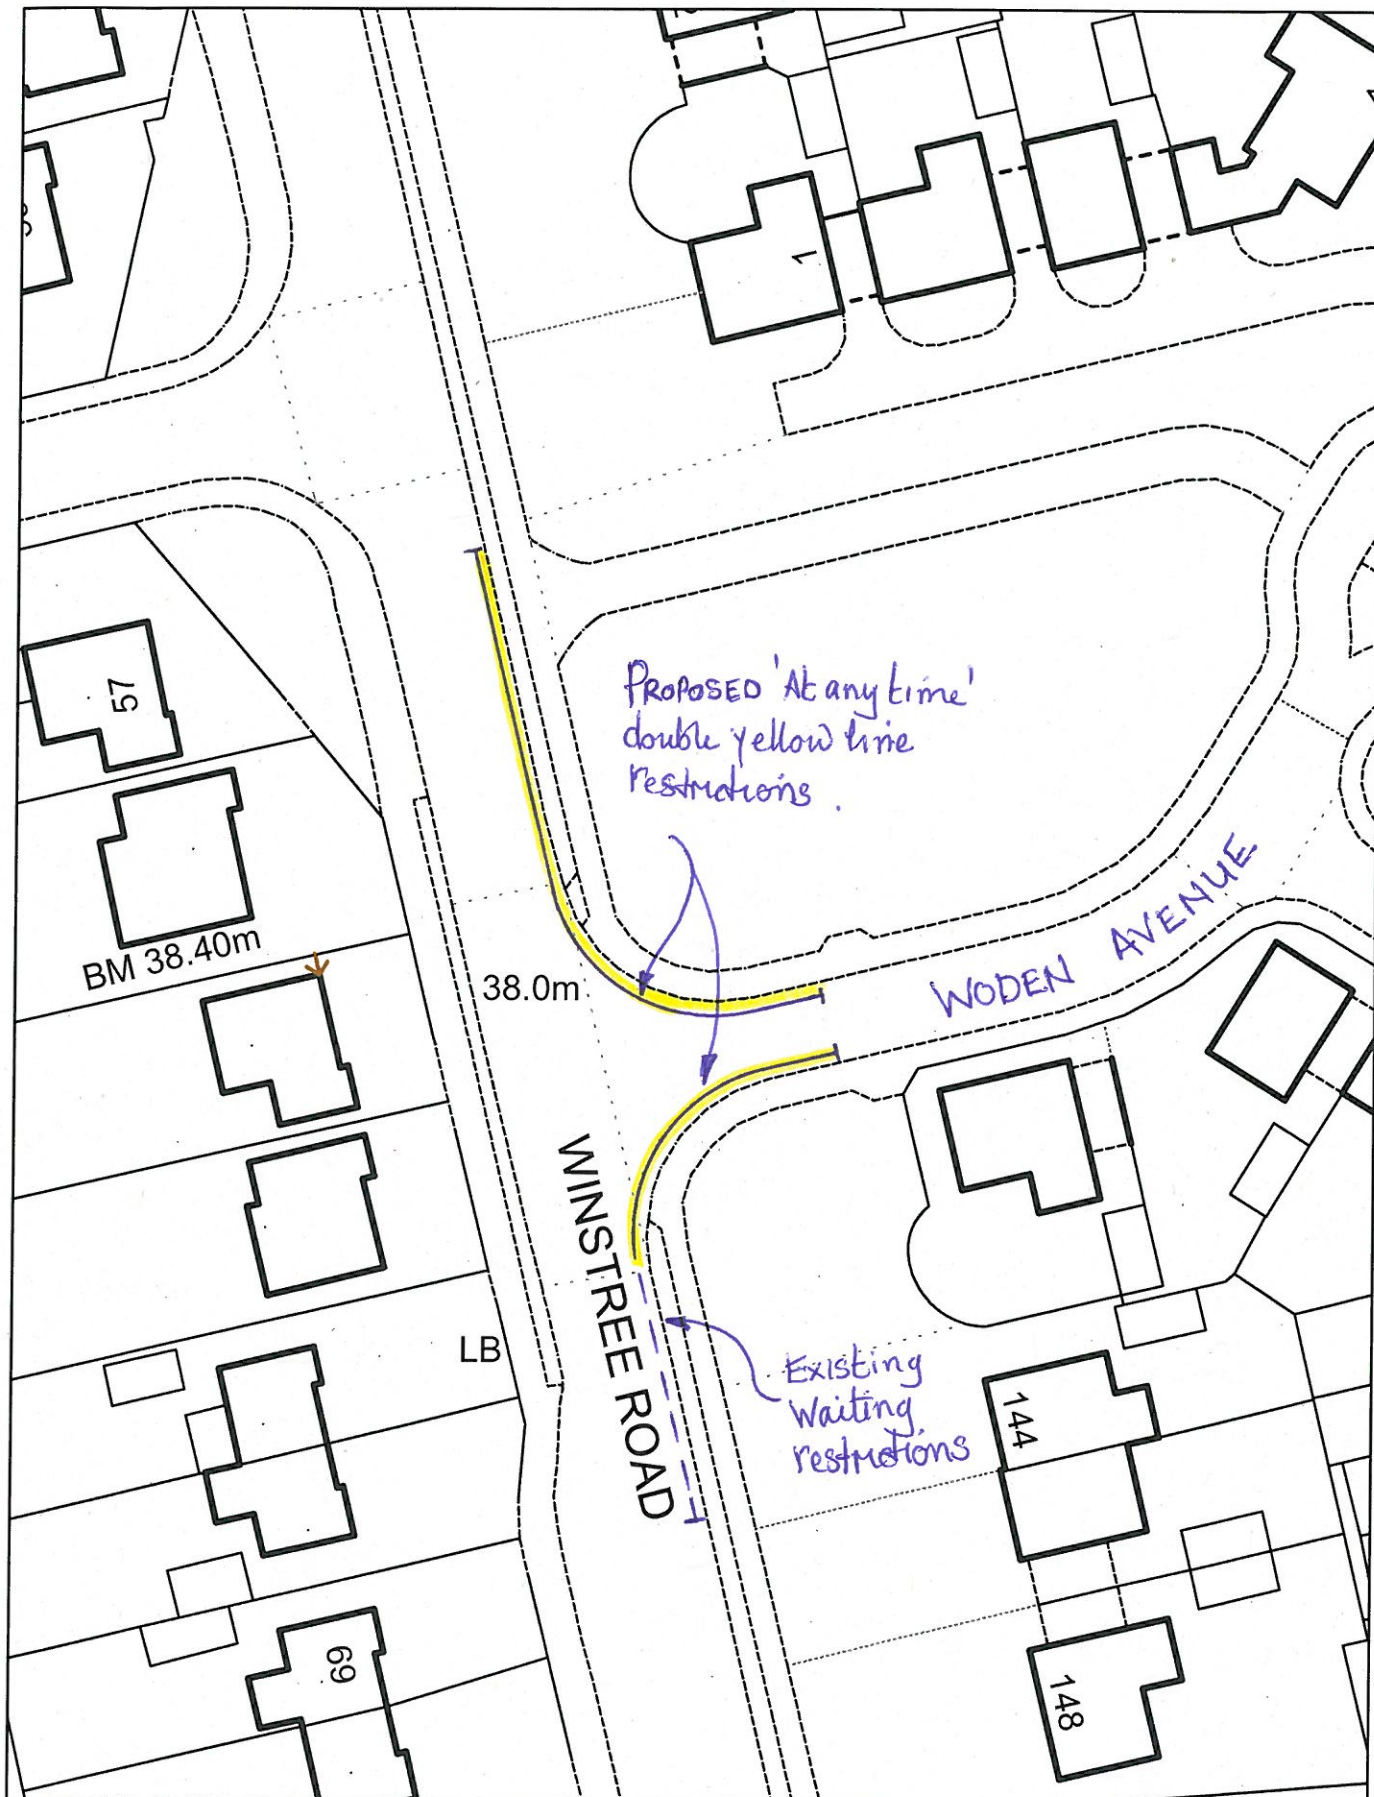 1
57
PROPOSED 'At any time'
double yellow line
restrictions.
WODEN AVENUE
BM 38.40m
38.0m
WINSTREE ROAD
LB
Existing
Waiting
restrictions
144
69
148